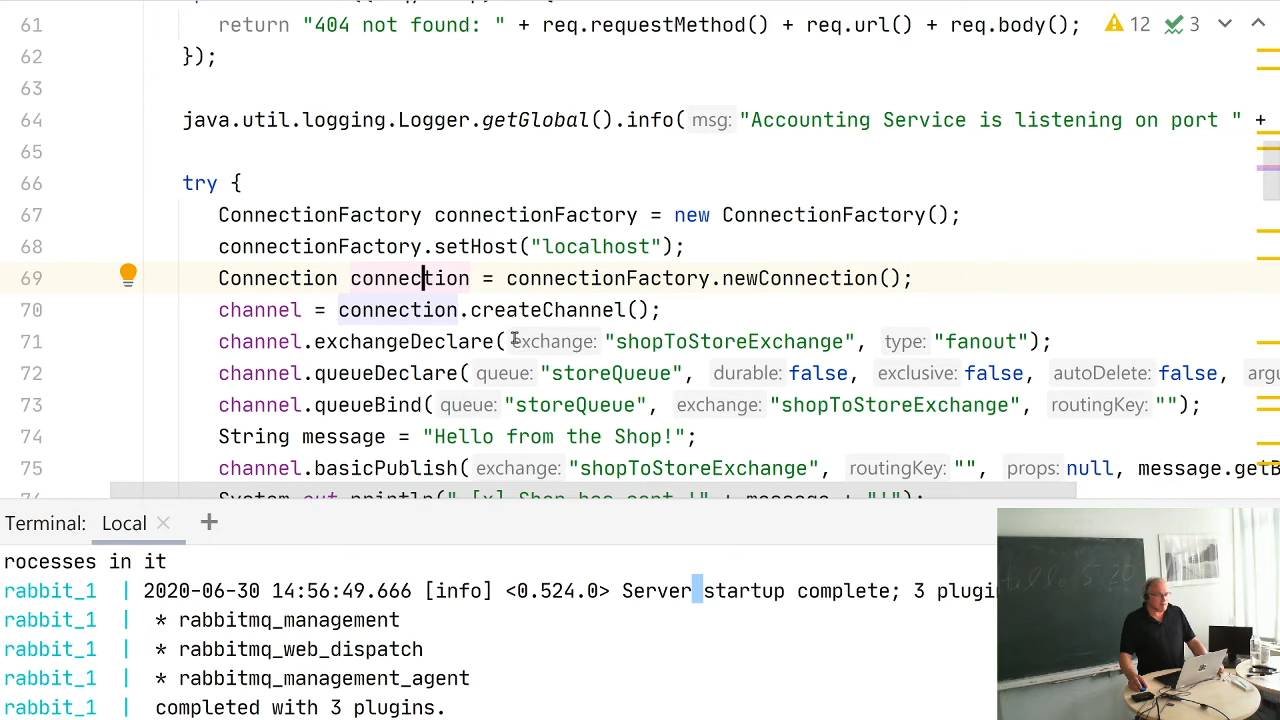 61 return "404 not found: " + req.requestMethod() + req.url() + req.body(); 12 3
62 });
63
64 java.util.logging.Logger.getGlobal().info( msg: "Accounting Service is listening on port " +
65
66 try {
67 ConnectionFactory connectionFactory = new ConnectionFactory();
68 connectionFactory.setHost("localhost");
69 Connection connection = connectionFactory.newConnection();
70 channel = connection.createChannel();
71 channel.exchangeDeclare( exchange: "shopToStoreExchange", type: "fanout");
72 channel.queueDeclare( queue: "storeQueue", durable: false, exclusive: false, autoDelete: false, argu
73 channel.queueBind( queue: "storeQueue", exchange: "shopToStoreExchange", routingKey: "");
74 String message = "Hello from the Shop!";
75 channel.basicPublish( exchange: "shopToStoreExchange", routingKey: "", props: null, message.getB
Terminal: Local +
rocesses in it
rabbit_1 | 2020-06-30 14:56:49.666 [info] <0.524.0> Server startup complete; 3 plugin
rabbit_1 | * rabbitmq_management
rabbit_1 | * rabbitmq_web_dispatch
rabbit_1 | * rabbitmq_management_agent
rabbit_1 | completed with 3 plugins.